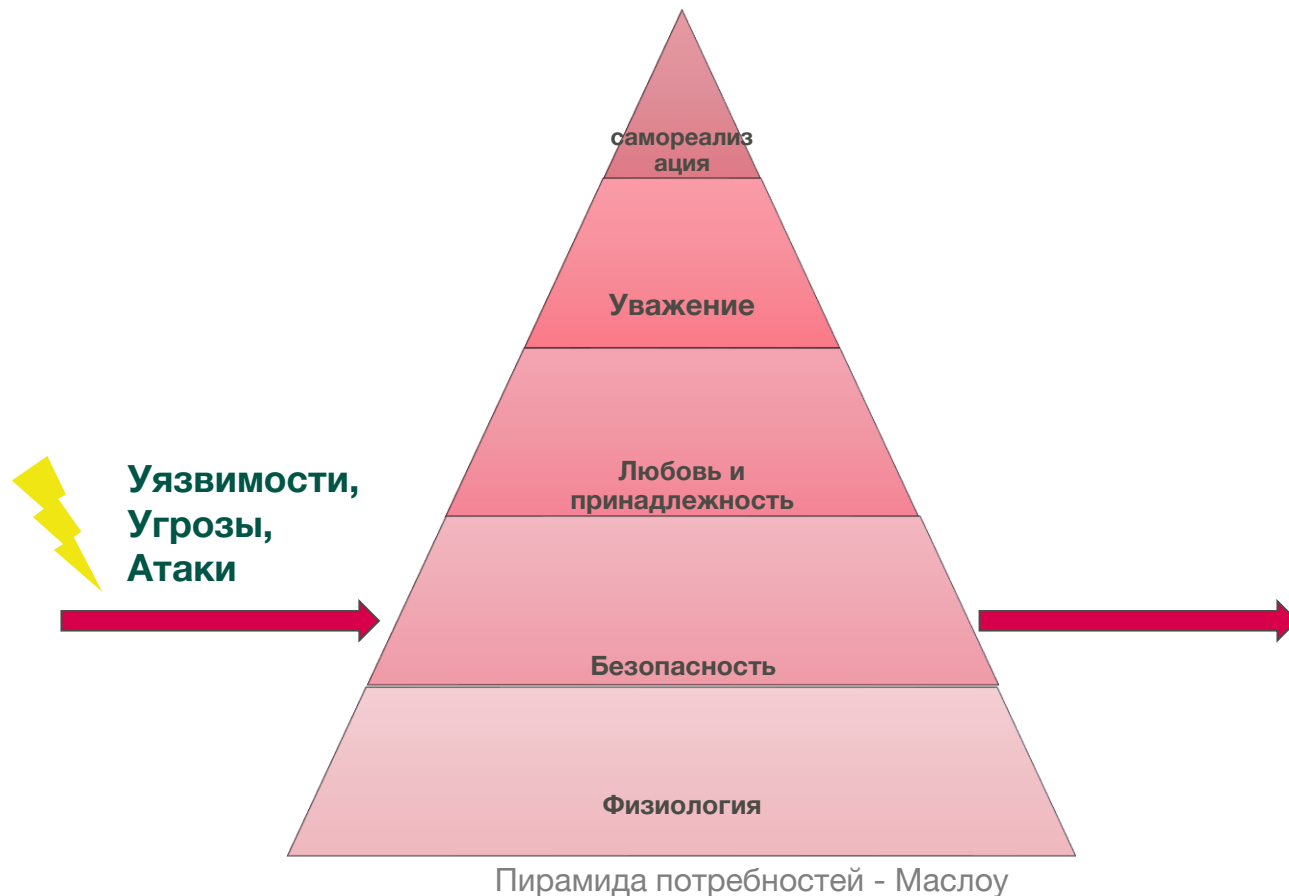 самореализ
ация
Уважение
Любовь и
принадлежность
Уязвимости,
Угрозы,
Атаки
Безопасность
Физиология
Пирамида потребностей - Маслоу